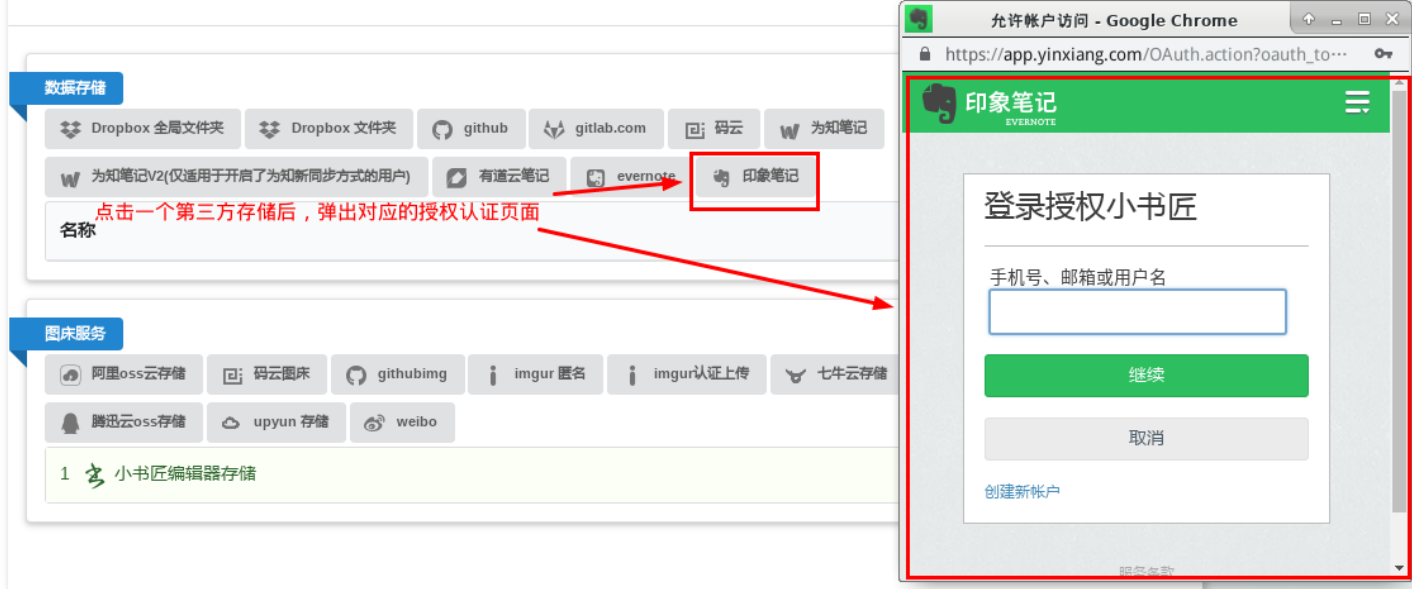 数据存储
Dropbox 全局文件夹 Dropbox 文件夹 github gitlab.com 码云 为知笔记
为知笔记V2(仅适用于开启了为知新同步方式的用户) 有道云笔记 evernote 印象笔记
点击一个第三方存储后，弹出对应的授权认证页面
名称
图床服务
阿里oss云存储 码云图床 githubimg imgur 匿名 imgur认证上传 七牛云存储
腾迅云oss存储 upyun 存储 weibo
1 小书匠编辑器存储
允许帐户访问 - Google Chrome
https://app.yinxiang.com/OAuth.action?oauth_to…
印象笔记
EVERNOTE
登录授权小书匠
手机号、邮箱或用户名
继续
取消
创建新帐户
服务条款